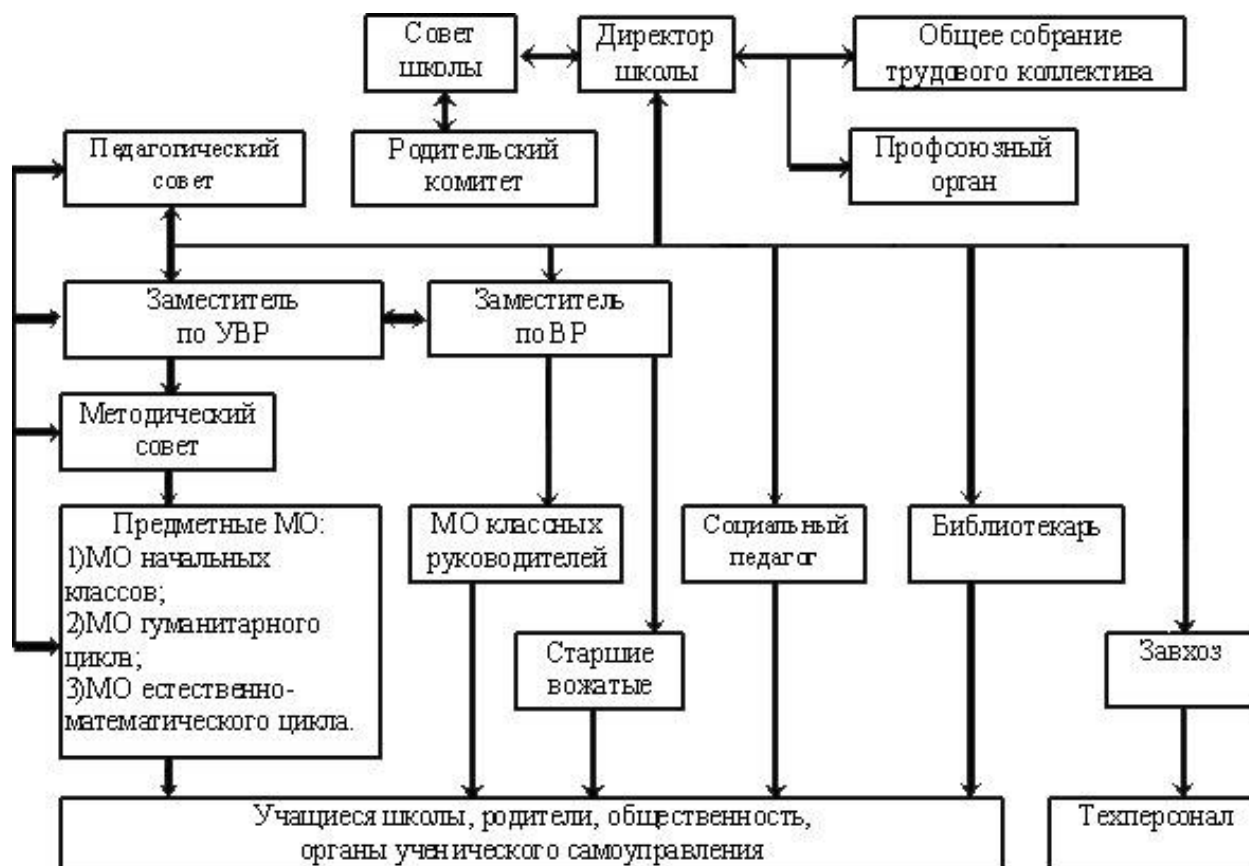 Совет
школы
Директор
школы
Общее собрание
трудового коллектива
Педагогический
совет
Родительский
комитет
Профсоюзный
орган
Заместитель
по УВР
Заместитель
по ВР
Методический
совет
Предметные МО:
1)МО начальных
классов;
2)МО гуманитарного
цикла;
3)МО естественно-
математического цикла.
МО классных
руководителей
Социальный
педагог
Библиотекарь
Старшие
вожатые
Завхоз
Учащиеся школы, родители, общественность,
органы ученического самоуправления
Техперсонал